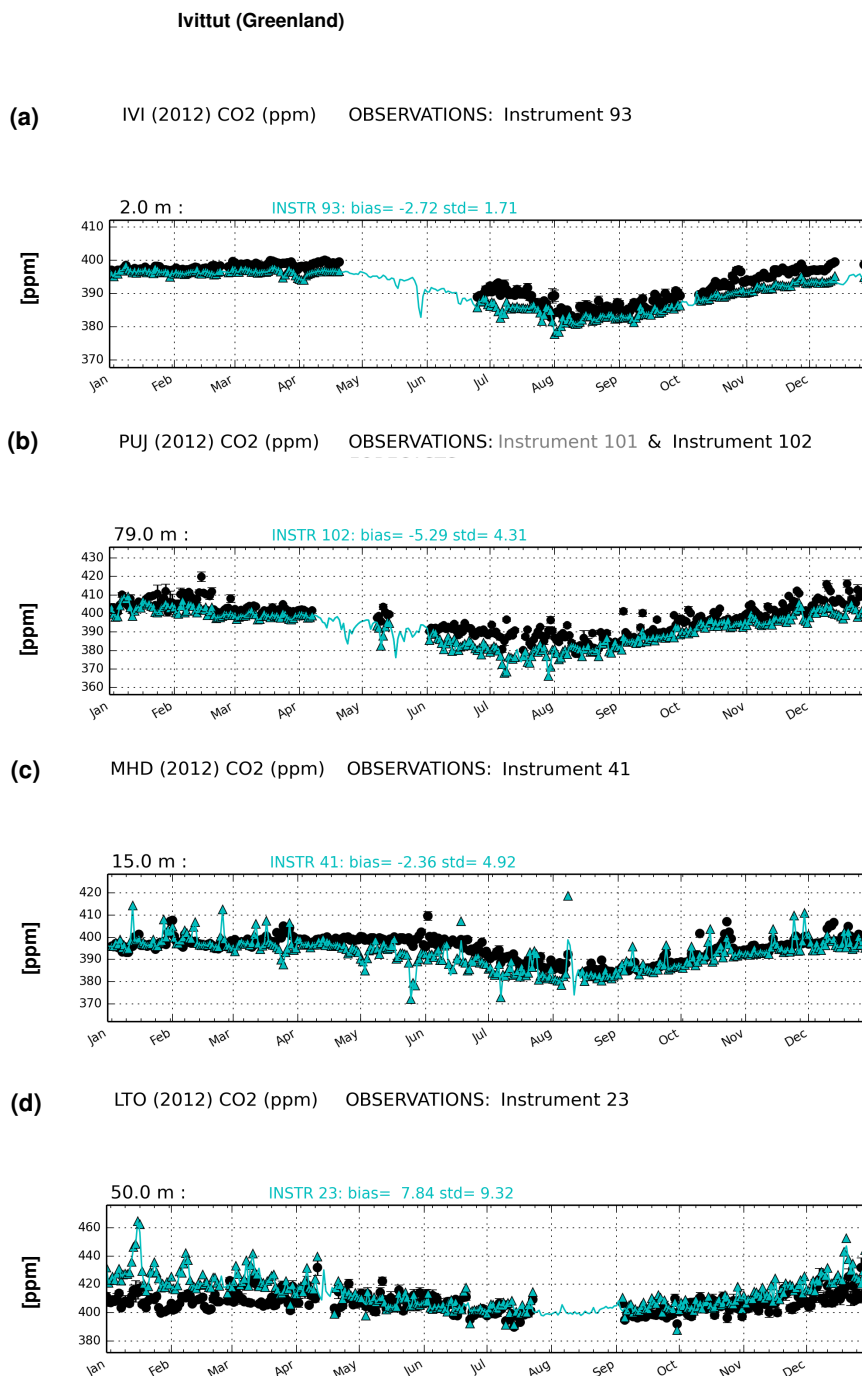 Ivittut (Greenland)
(a) IVI (2012) CO2 (ppm) OBSERVATIONS: Instrument 93
2.0 m : INSTR 93: bias= -2.72 std= 1.71
[ppm]
410
400
390
380
370
Jan Feb Mar Apr May Jun Jul Aug Sep Oct Nov Dec
(b) PUJ (2012) CO2 (ppm) OBSERVATIONS: Instrument 101 & Instrument 102
79.0 m : INSTR 102: bias= -5.29 std= 4.31
[ppm]
430
420
410
400
390
380
370
360
Jan Feb Mar Apr May Jun Jul Aug Sep Oct Nov Dec
(c) MHD (2012) CO2 (ppm) OBSERVATIONS: Instrument 41
15.0 m : INSTR 41: bias= -2.36 std= 4.92
[ppm]
420
410
400
390
380
370
Jan Feb Mar Apr May Jun Jul Aug Sep Oct Nov Dec
(d) LTO (2012) CO2 (ppm) OBSERVATIONS: Instrument 23
50.0 m : INSTR 23: bias= 7.84 std= 9.32
[ppm]
460
440
420
400
380
Jan Feb Mar Apr May Jun Jul Aug Sep Oct Nov Dec